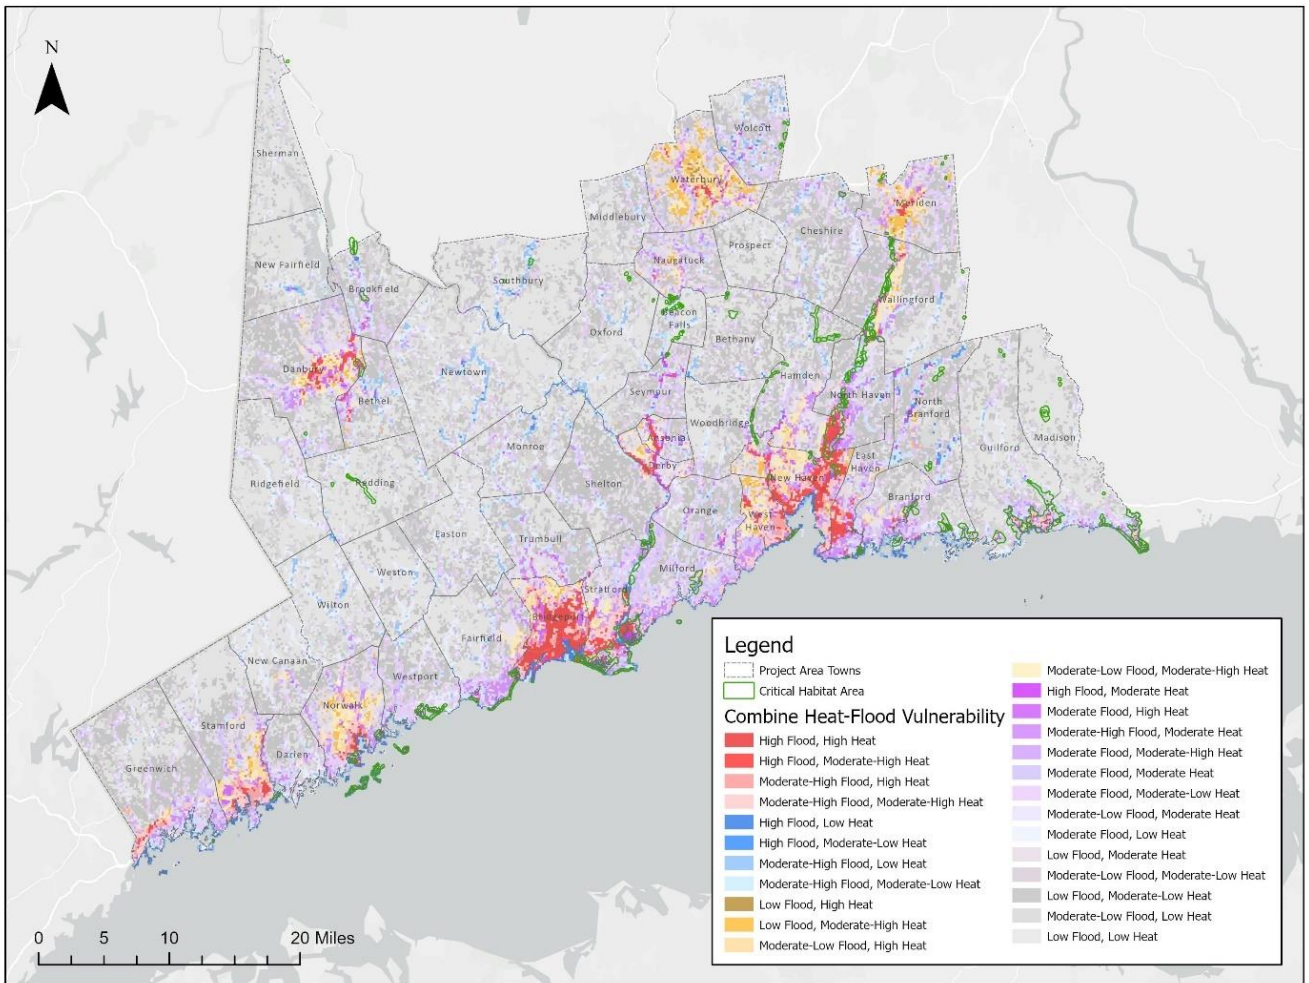 N
Sherman
Wolcott
Waterbury
Meriden
Middlebury
Cheshire
Prospect
New Fairfield
Naugatuck
Southbury
Brookfield
Wallingford
Beacon
Falls
Oxford
Bethany
Danbury
Newtown
Hamden
Bethel
Seymour
North Haven
North
Branford
Woodbridge
Ansonia
Madison
Monroe
Guilford
East
Haven
Derby
Redding
Ridgefield
Shelton
New Haven
Branford
Orange
West
Haven
Easton
Trumbull
Milford
Weston
Stratford
Wilton
Bridgeport
Fairfield
New Canaan
Westport
Norwalk
Stamford
Darien
Greenwich
Legend
Project Area Towns
Critical Habitat Area
Combine Heat-Flood Vulnerability
High Flood, High Heat
High Flood, Moderate-High Heat
Moderate-High Flood, High Heat
Moderate-High Flood, Moderate-High Heat
High Flood, Low Heat
High Flood, Moderate-Low Heat
Moderate-High Flood, Low Heat
Moderate-High Flood, Moderate-Low Heat
Low Flood, High Heat
Low Flood, Moderate-High Heat
Moderate-Low Flood, High Heat
Moderate-Low Flood, Moderate-High Heat
High Flood, Moderate Heat
Moderate Flood, High Heat
Moderate-High Flood, Moderate Heat
Moderate Flood, Moderate-High Heat
Moderate Flood, Moderate Heat
Moderate Flood, Moderate-Low Heat
Moderate-Low Flood, Moderate Heat
Moderate Flood, Low Heat
Low Flood, Moderate Heat
Moderate-Low Flood, Moderate-Low Heat
Low Flood, Moderate-Low Heat
Moderate-Low Flood, Low Heat
Low Flood, Low Heat
0 5 10 20 Miles